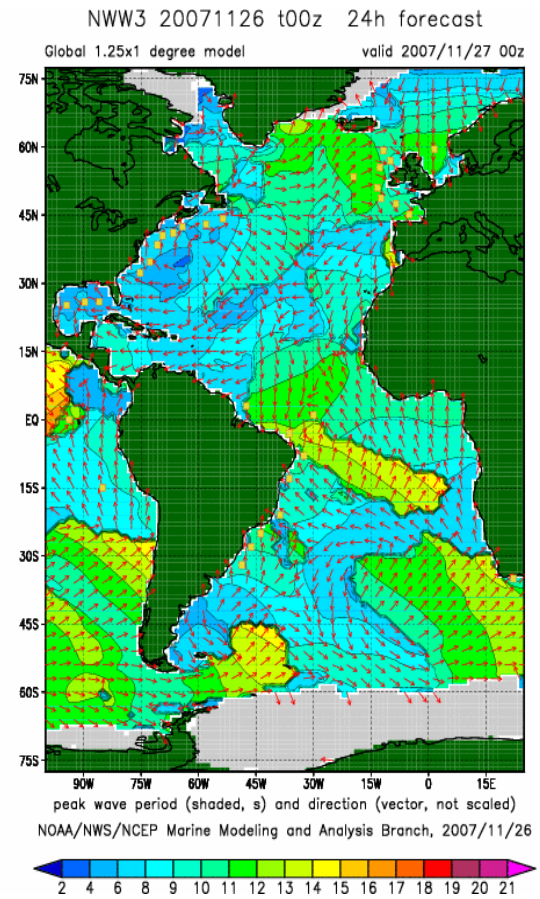 NWW3 20071126 t00z 24h forecast
Global 1.25x1 degree model valid 2007/11/27 00z
75N
60N
45N
30N
15N
EQ
15S
30S
45S
60S
75S
90W 75W 60W 45W 30W 15W 0 15E
peak wave period (shaded, s) and direction (vector, not scaled)
NOAA/NWS/NCEP Marine Modeling and Analysis Branch, 2007/11/26
2 4 6 8 9 10 11 12 13 14 15 16 17 18 19 20 21